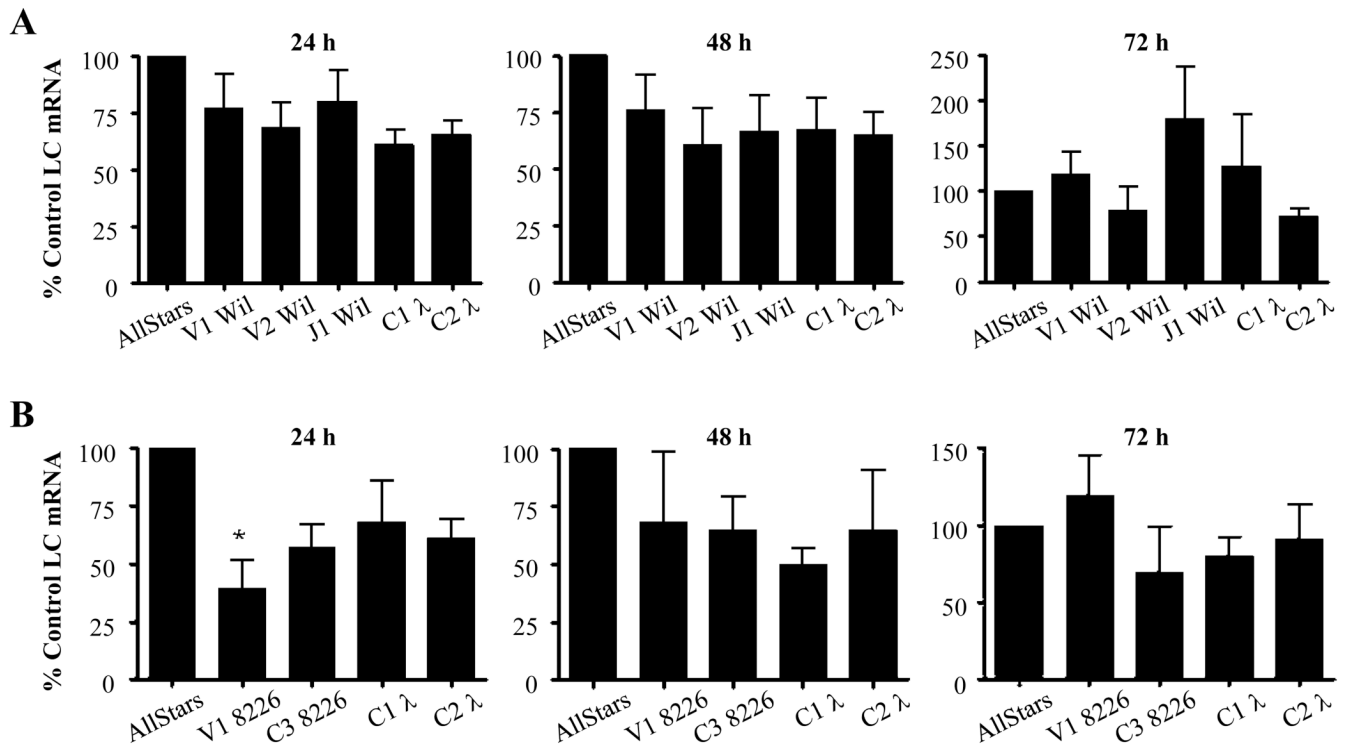 A
24 h
48 h
72 h
% Control LC mRNA
100
75
50
25
0
AllStars
V1 Wil
V2 Wil
J1 Wil
C1 λ
C2 λ
100
75
50
25
0
AllStars
V1 Wil
V2 Wil
J1 Wil
C1 λ
C2 λ
250
200
150
100
50
0
AllStars
V1 Wil
V2 Wil
J1 Wil
C1 λ
C2 λ
B
24 h
48 h
72 h
% Control LC mRNA
100
75
50
25
0
*
AllStars
V1 8226
C3 8226
C1 λ
C2 λ
100
75
50
25
0
AllStars
V1 8226
C3 8226
C1 λ
C2 λ
150
100
50
0
AllStars
V1 8226
C3 8226
C1 λ
C2 λ